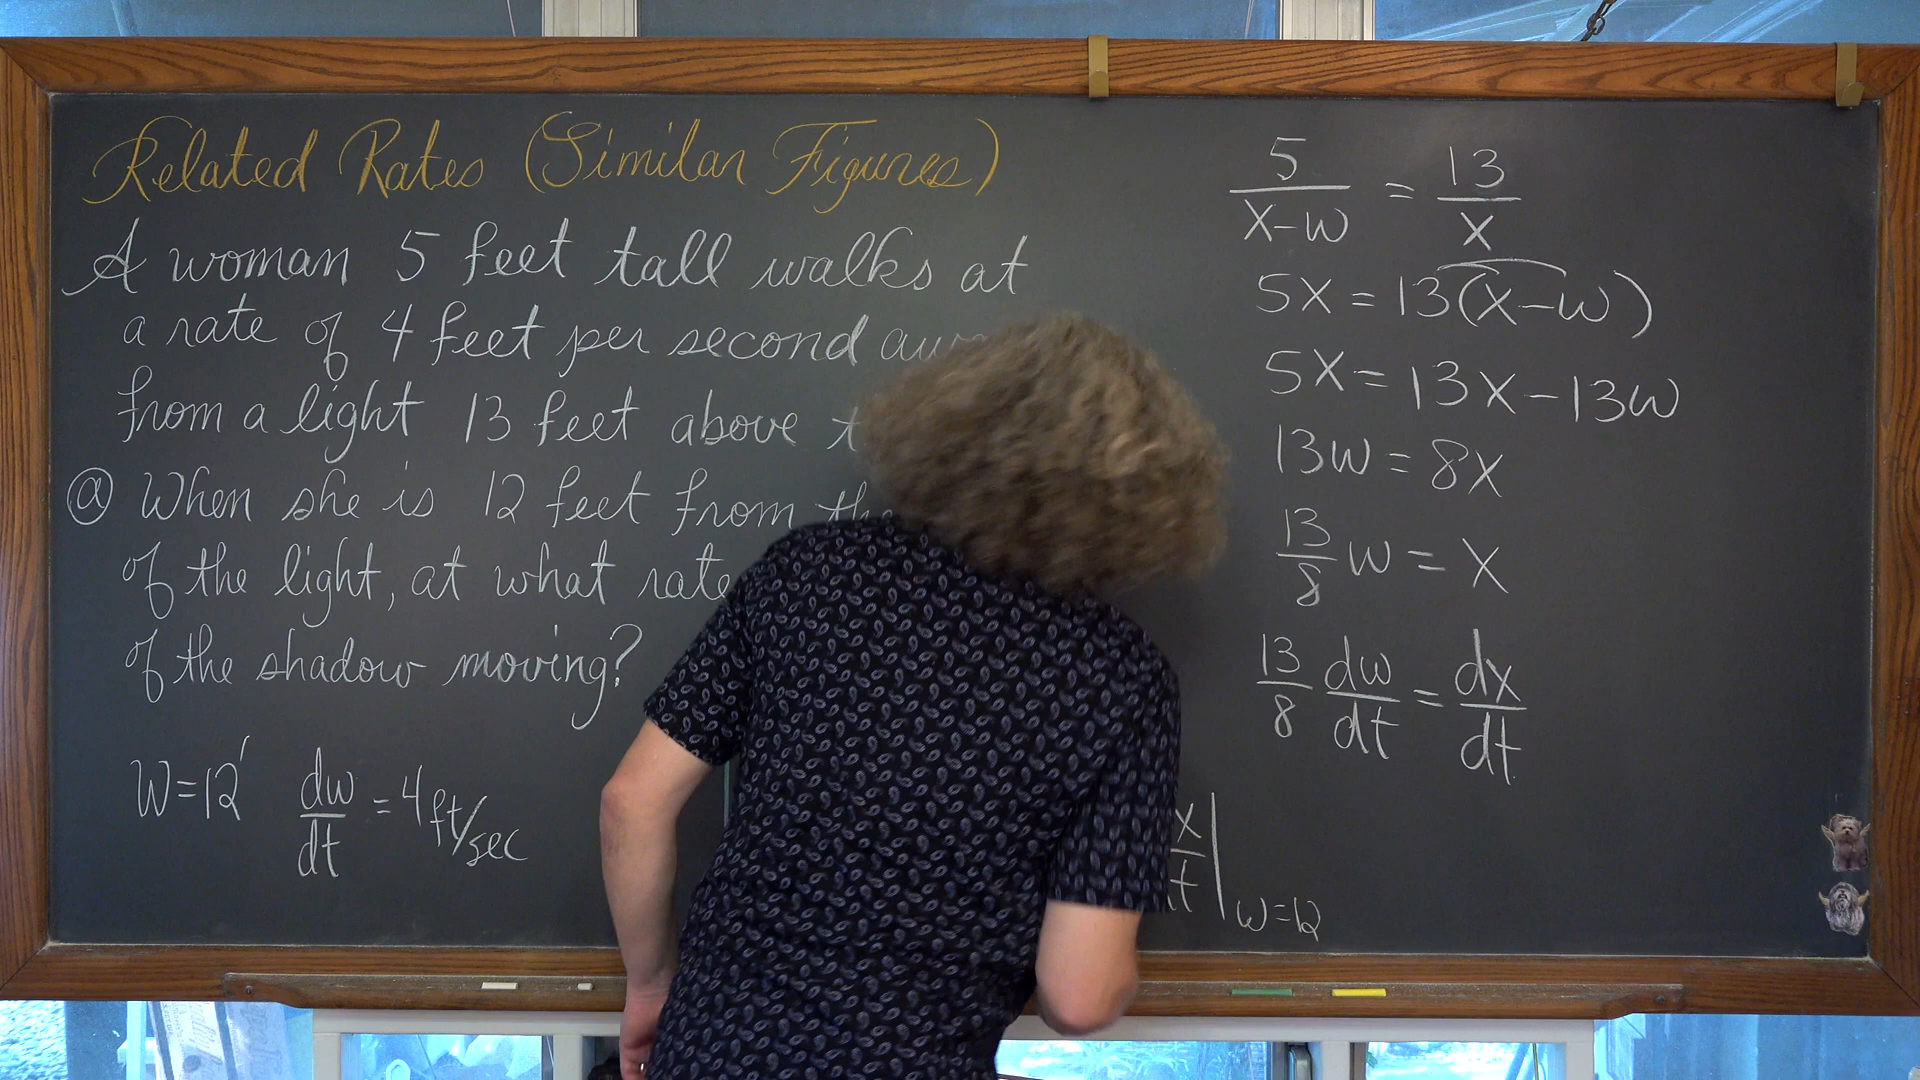 Related Rates (Similar Figures)
A woman 5 feet tall walks at
a rate of 4 feet per second
from a light 13 feet above
ⓐ When she is 12 feet from the
of the light, at what rate
of the shadow moving?
W=12' dw/dt = 4 ft/sec
5/(x-w) = 13/x
5x = 13(x-w)
5x = 13x-13w
13w = 8x
13/8 w = x
13/8 dw/dt = dx/dt
w=12